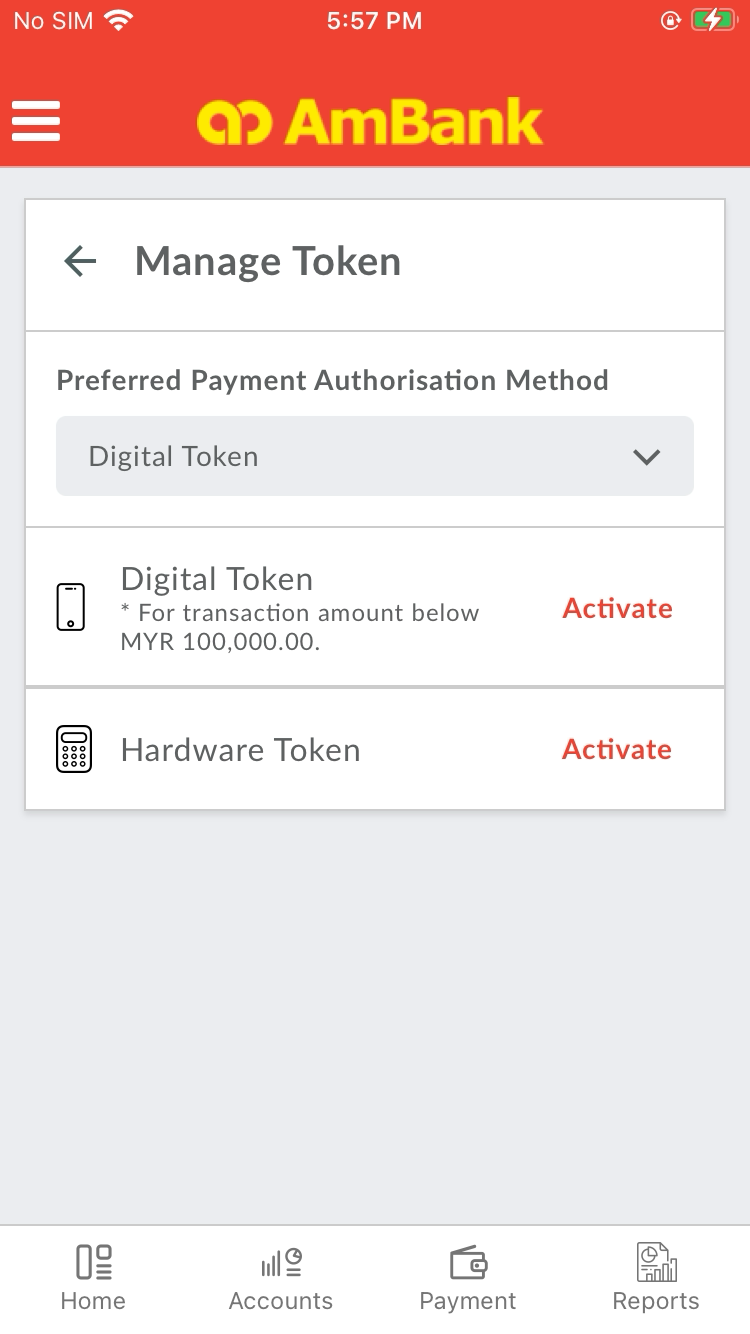 No SIM 5:57 PM
AmBank
Manage Token
Preferred Payment Authorisation Method
Digital Token
Digital Token
* For transaction amount below
MYR 100,000.00.
Activate
Hardware Token
Activate
Home Accounts Payment Reports